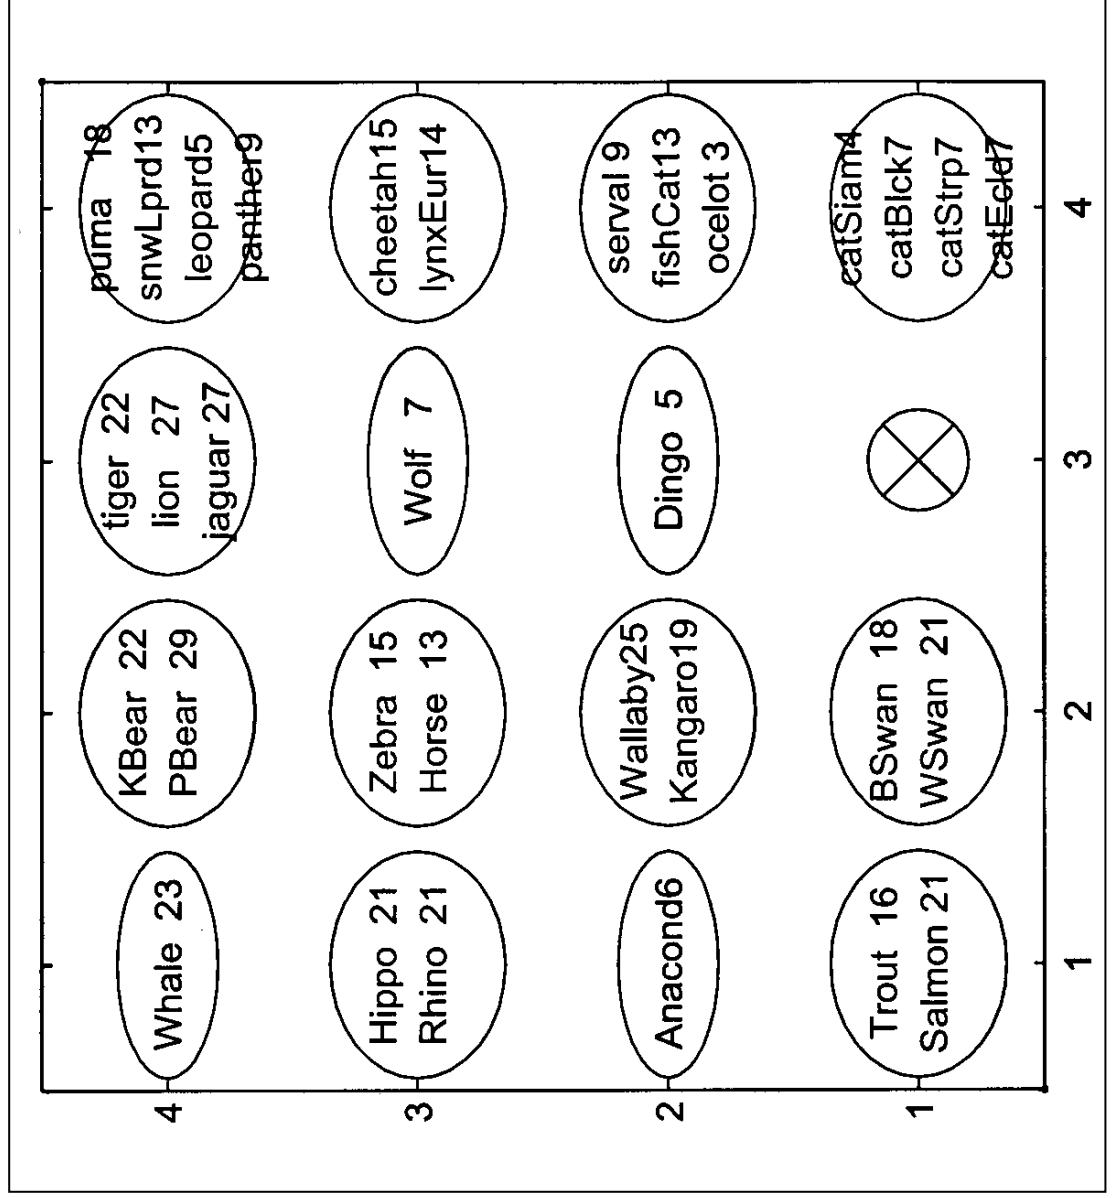 4
Whale 23
KBear 22
PBear 29
tiger 22
lion 27
jaguar 27
puma 18
snwLprd13
leopard5
panther9
3
Hippo 21
Rhino 21
Zebra 15
Horse 13
Wolf 7
cheetah15
lynxEur14
2
Anacond6
Wallaby25
Kangaro19
Dingo 5
serval 9
fishCat13
ocelot 3
1
Trout 16
Salmon 21
BSwan 18
WSwan 21
catSiam4
catBlck7
catStrp7
catEcld7
1 2 3 4